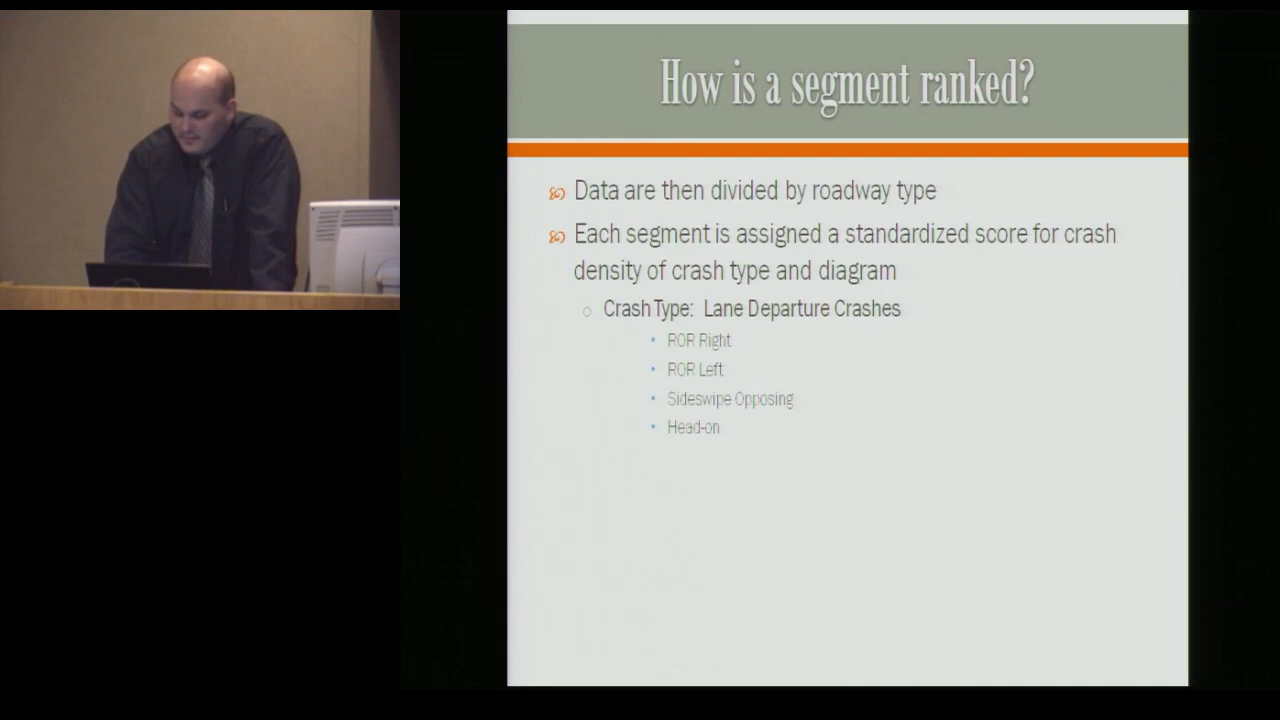 How is a segment ranked?
Data are then divided by roadway type
Each segment is assigned a standardized score for crash
density of crash type and diagram
Crash Type: Lane Departure Crashes
ROR Right
ROR Left
Sideswipe Opposing
Head-on